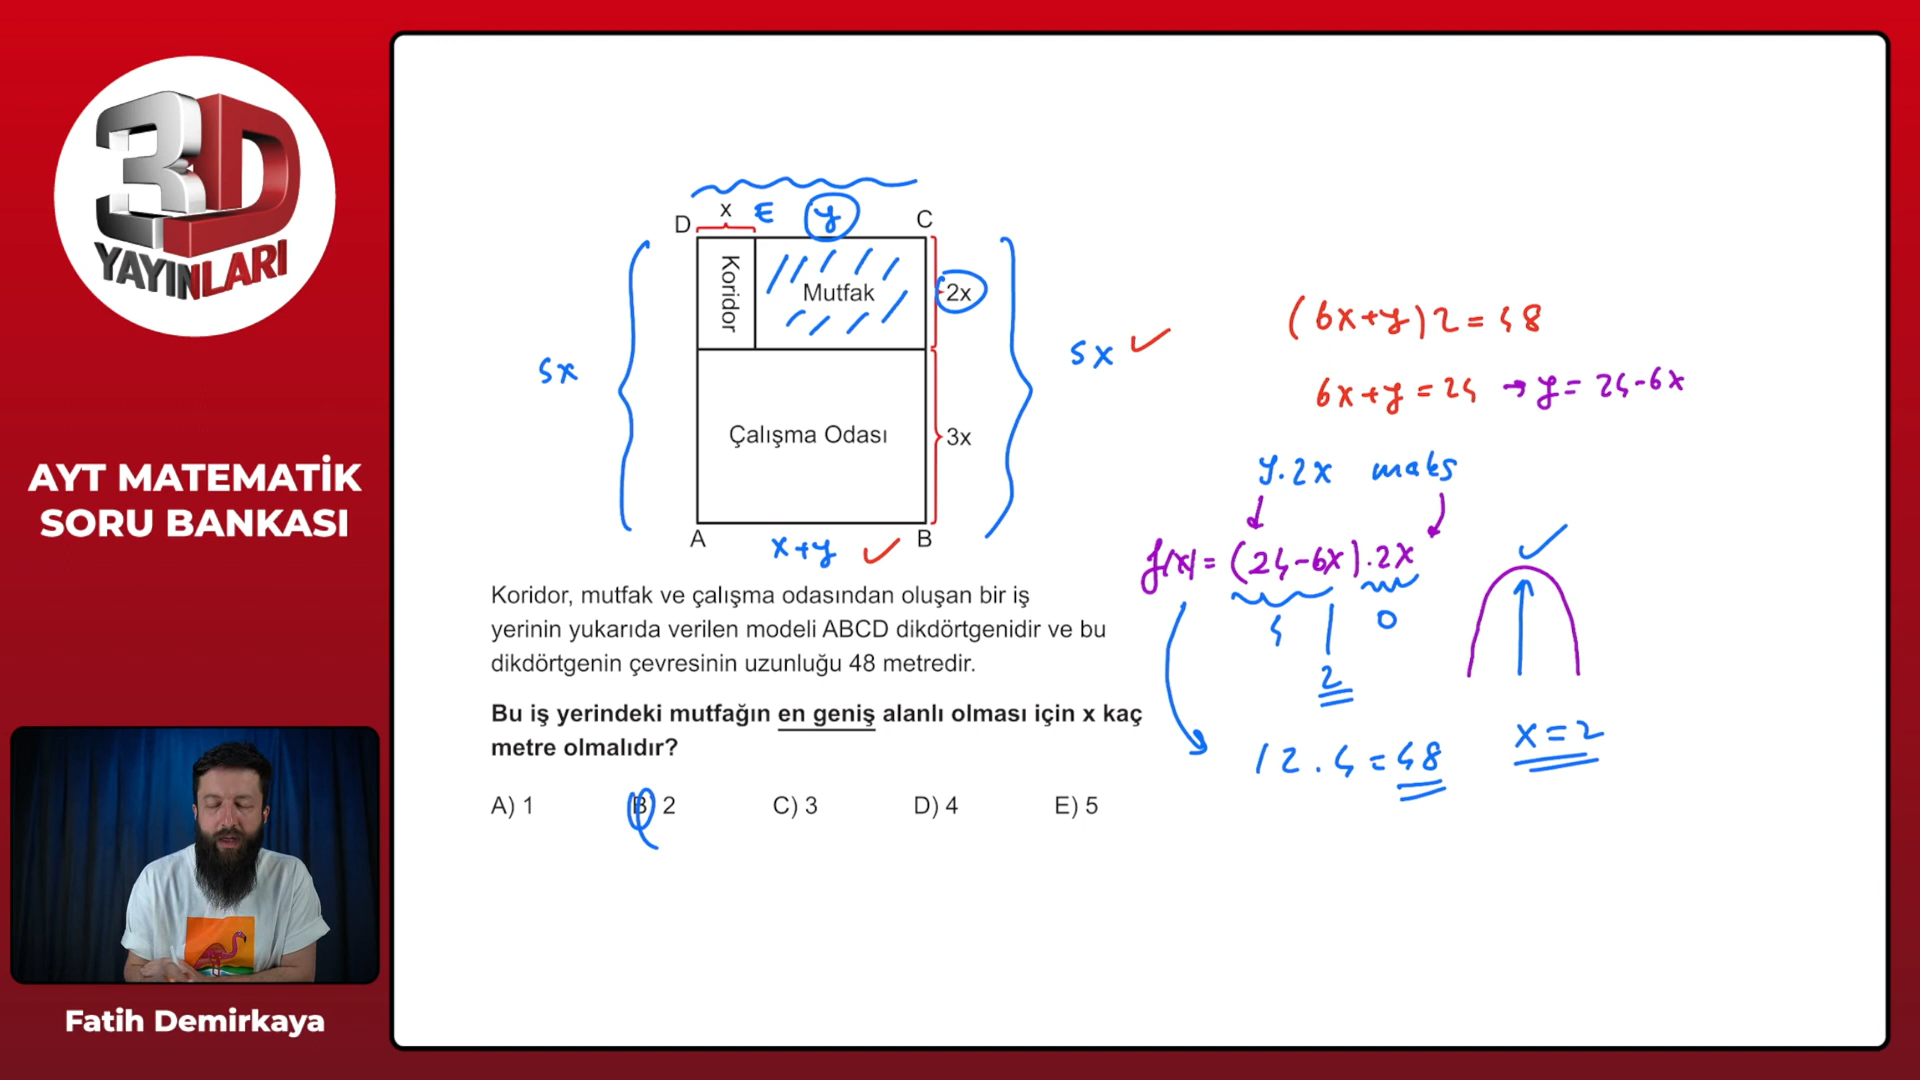 3D
YAYINLARI
AYT MATEMATİK
SORU BANKASI
Fatih Demirkaya
D
x
E
y
C
Koridor
Mutfak
2x
5x
5x
Çalışma Odası
3x
A
x+y
B
Koridor, mutfak ve çalışma odasından oluşan bir iş
yerinin yukarıda verilen modeli ABCD dikdörtgenidir ve bu
dikdörtgenin çevresinin uzunluğu 48 metredir.
Bu iş yerindeki mutfağın en geniş alanlı olması için x kaç
metre olmalıdır?
A) 1 B) 2 C) 3 D) 4 E) 5
(6x+y)2=48
6x+y=24 → y=24-6x
y.2x maks
f(x)=(24-6x).2x
4 0
2
12.4=48
x=2